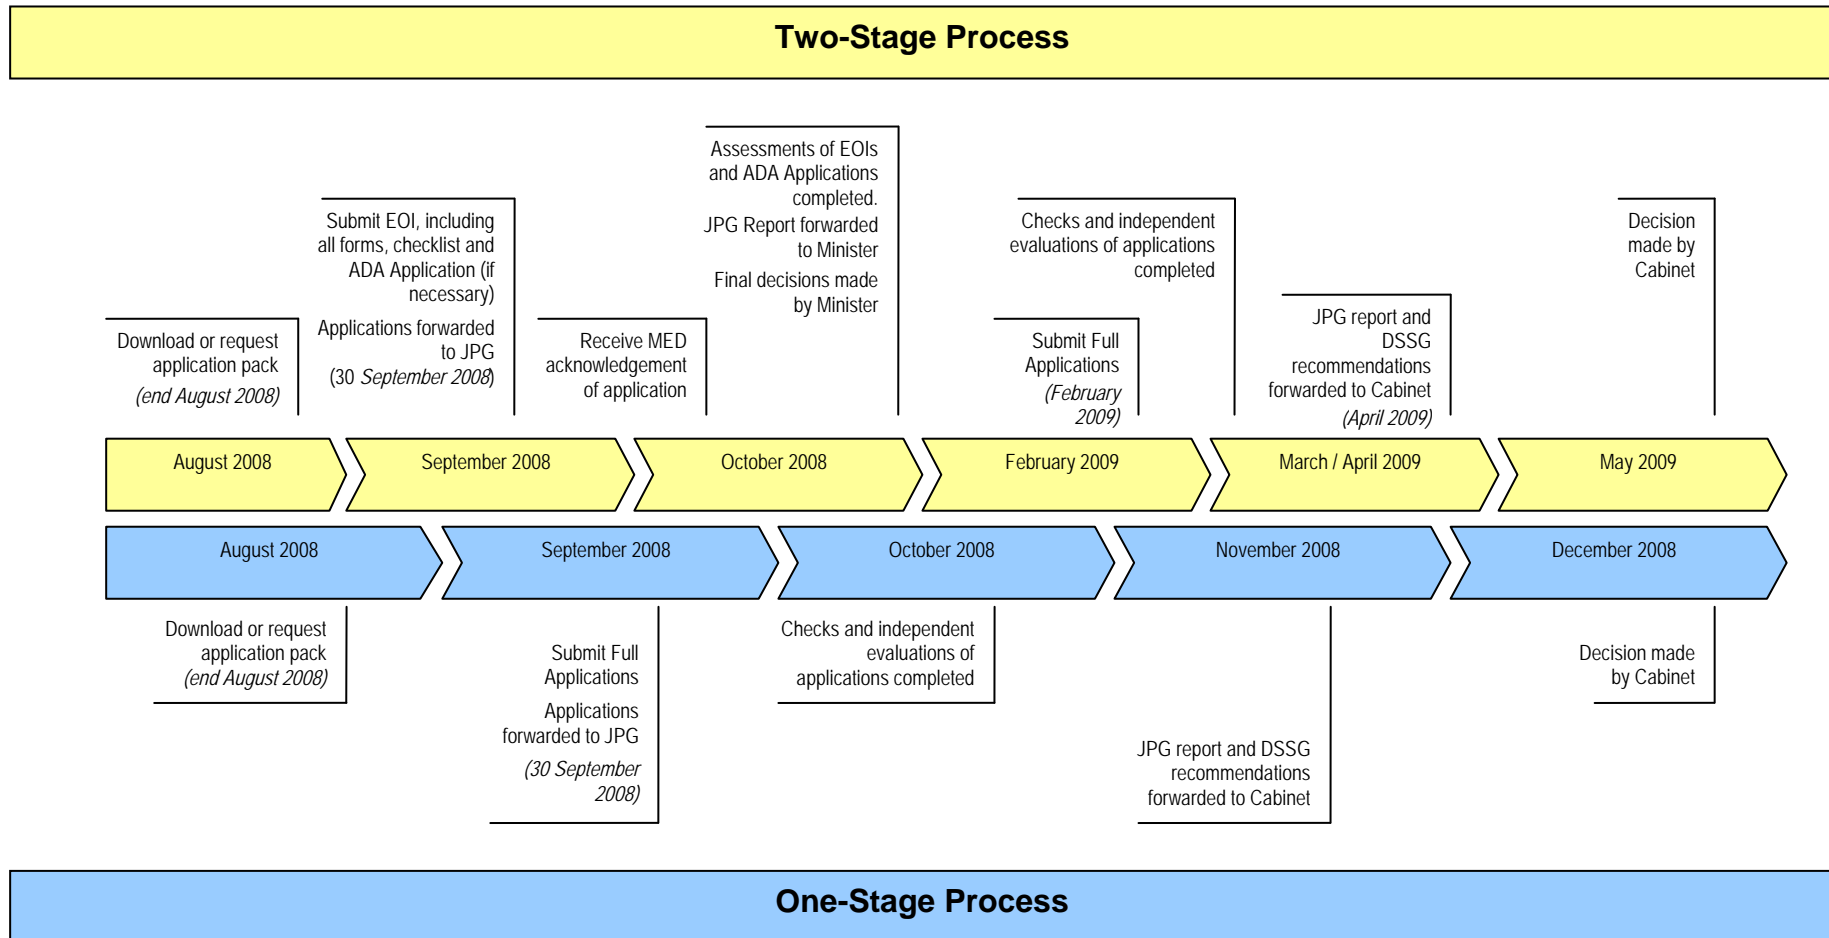 Two-Stage Process
Download or request
application pack
(end August 2008)
Submit EOI, including
all forms, checklist and
ADA Application (if
necessary)
Applications forwarded
to JPG
(30 September 2008)
Receive MED
acknowledgement
of application
Assessments of EOIs
and ADA Applications
completed.
JPG Report forwarded
to Minister
Final decisions made
by Minister
Submit Full
Applications
(February
2009)
Checks and independent
evaluations of applications
completed
JPG report and
DSSG
recommendations
forwarded to Cabinet
(April 2009)
Decision
made by
Cabinet
August 2008
September 2008
October 2008
February 2009
March / April 2009
May 2009
August 2008
September 2008
October 2008
November 2008
December 2008
Download or request
application pack
(end August 2008)
Submit Full
Applications
Applications
forwarded to JPG
(30 September
2008)
Checks and independent
evaluations of
applications completed
JPG report and DSSG
recommendations
forwarded to Cabinet
Decision made
by Cabinet
One-Stage Process